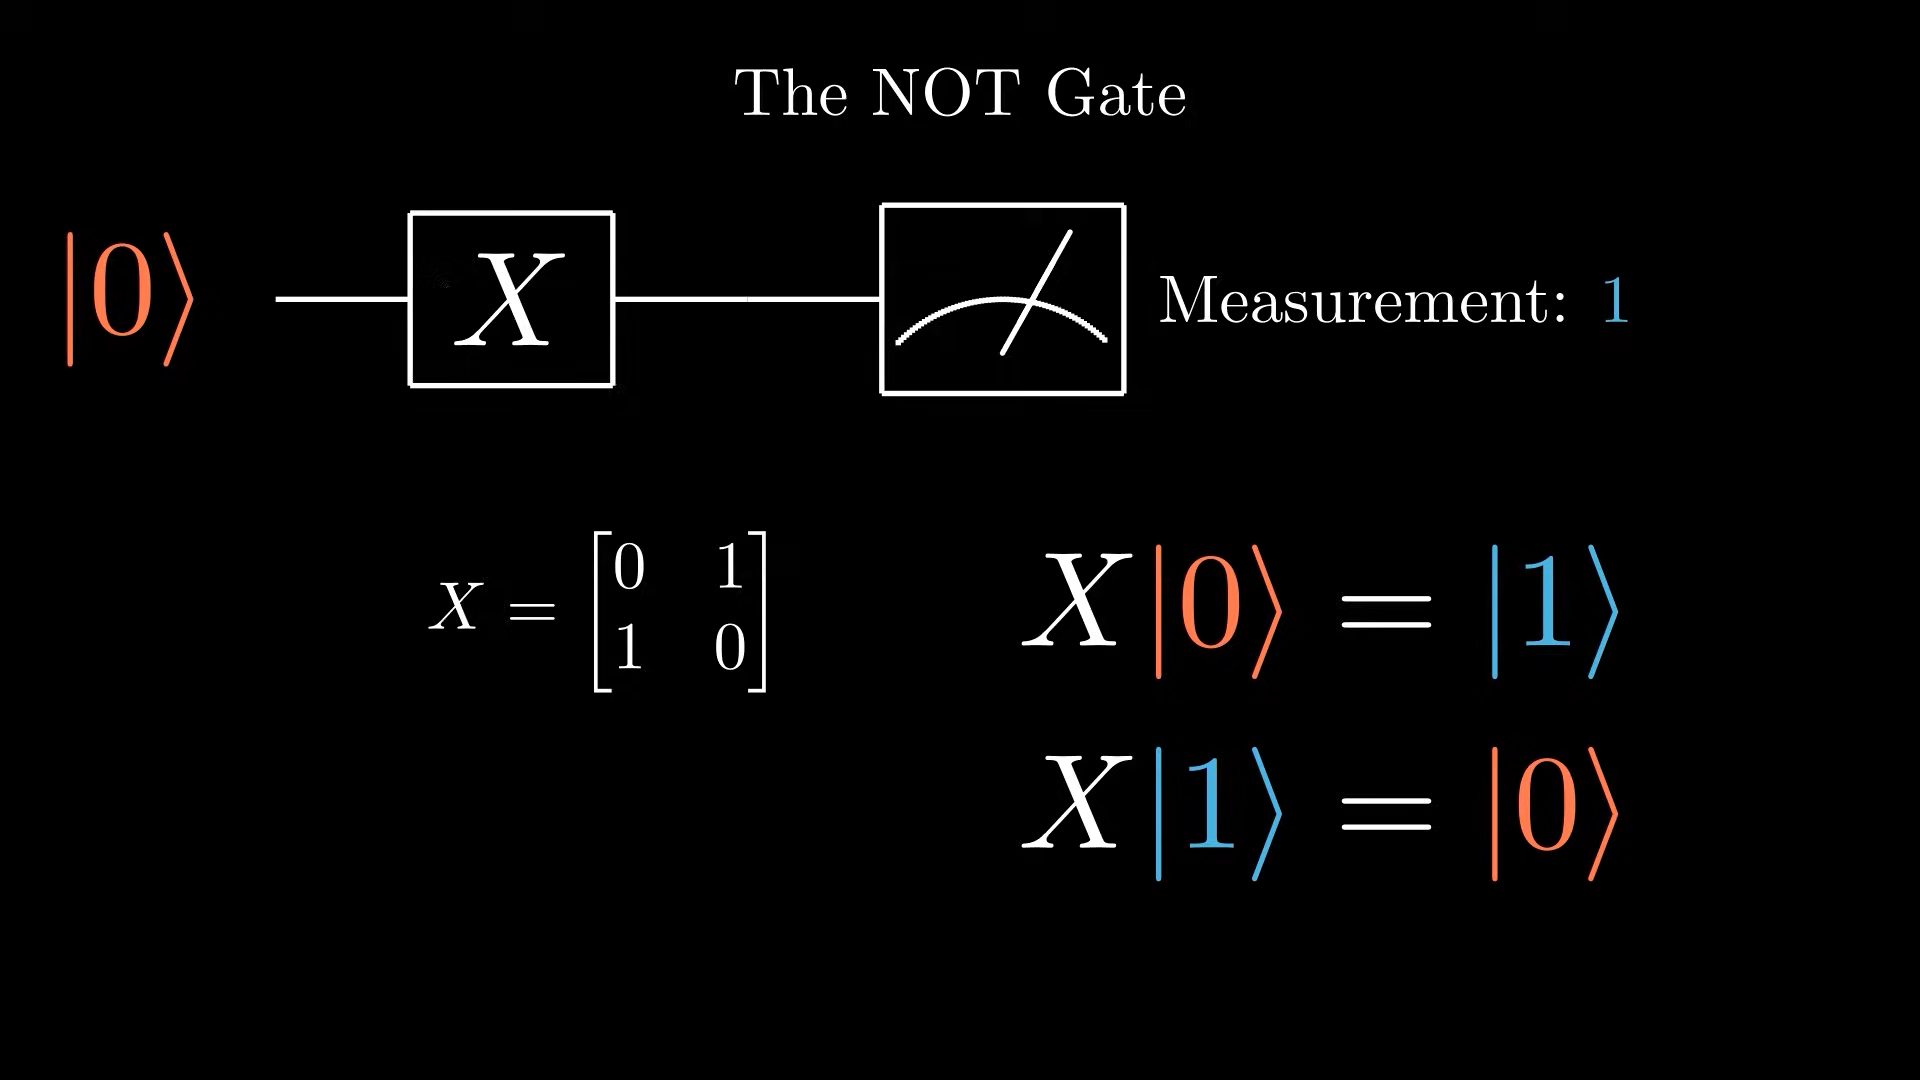 The NOT Gate
|0⟩ X Measurement: 1
X = [0 1
1 0]
X|0⟩ = |1⟩
X|1⟩ = |0⟩